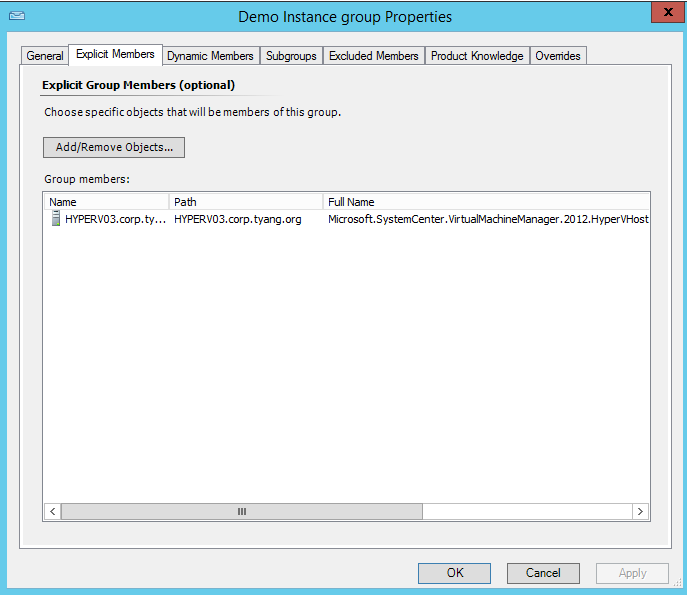 Demo Instance group Properties
x
General Explicit Members Dynamic Members Subgroups Excluded Members Product Knowledge Overrides
Explicit Group Members (optional)
Choose specific objects that will be members of this group.
Add/Remove Objects...
Group members:
Name Path Full Name
HYPERV03.corp.ty... HYPERV03.corp.tyang.org Microsoft.SystemCenter.VirtualMachineManager.2012.HyperVHost
OK Cancel Apply